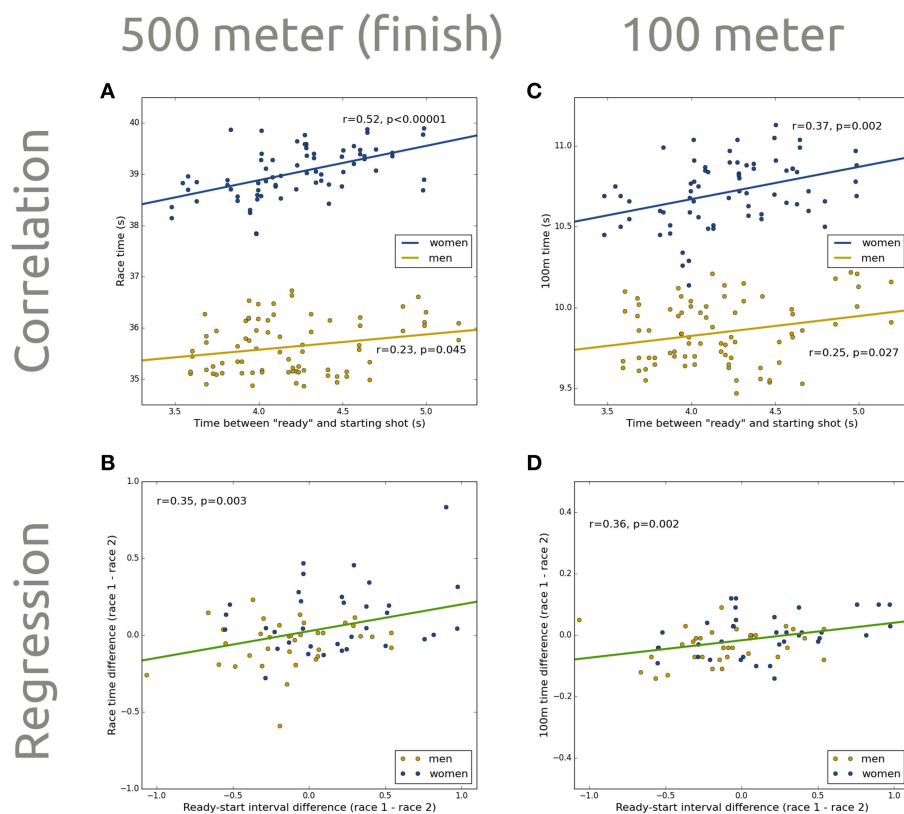 500 meter (finish)
100 meter
Correlation
Regression
A
r=0.52, p<0.00001
40
39
38
37
36
35
Race time (s)
women
men
r=0.23, p=0.045
3.5 4.0 4.5 5.0
Time between "ready" and starting shot (s)
C
r=0.37, p=0.002
11.0
10.5
10.0
9.5
100m time (s)
women
men
r=0.25, p=0.027
3.5 4.0 4.5 5.0
Time between "ready" and starting shot (s)
B
1.0
r=0.35, p=0.003
0.5
0.0
−0.5
−1.0
Race time difference (race 1 - race 2)
men
women
−1.0 −0.5 0.0 0.5 1.0
Ready-start interval difference (race 1 - race 2)
D
r=0.36, p=0.002
0.4
0.2
0.0
−0.2
−0.4
100m time difference (race 1 - race 2)
men
women
−1.0 −0.5 0.0 0.5 1.0
Ready-start interval difference (race 1 - race 2)